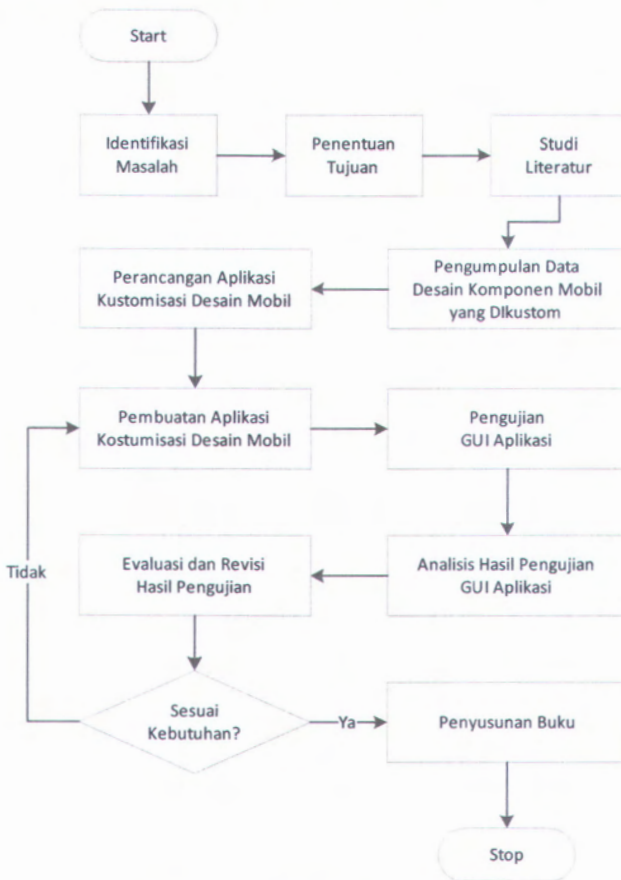 Start
Identifikasi
Masalah
Penentuan
Tujuan
Studi
Literatur
Pengumpulan Data
Desain Komponen Mobil
yang DIkustom
Perancangan Aplikasi
Kustomisasi Desain Mobil
Pembuatan Aplikasi
Kostumisasi Desain Mobil
Pengujian
GUI Aplikasi
Analisis Hasil Pengujian
GUI Aplikasi
Evaluasi dan Revisi
Hasil Pengujian
Tidak
Sesuai
Kebutuhan?
Ya
Penyusunan Buku
Stop